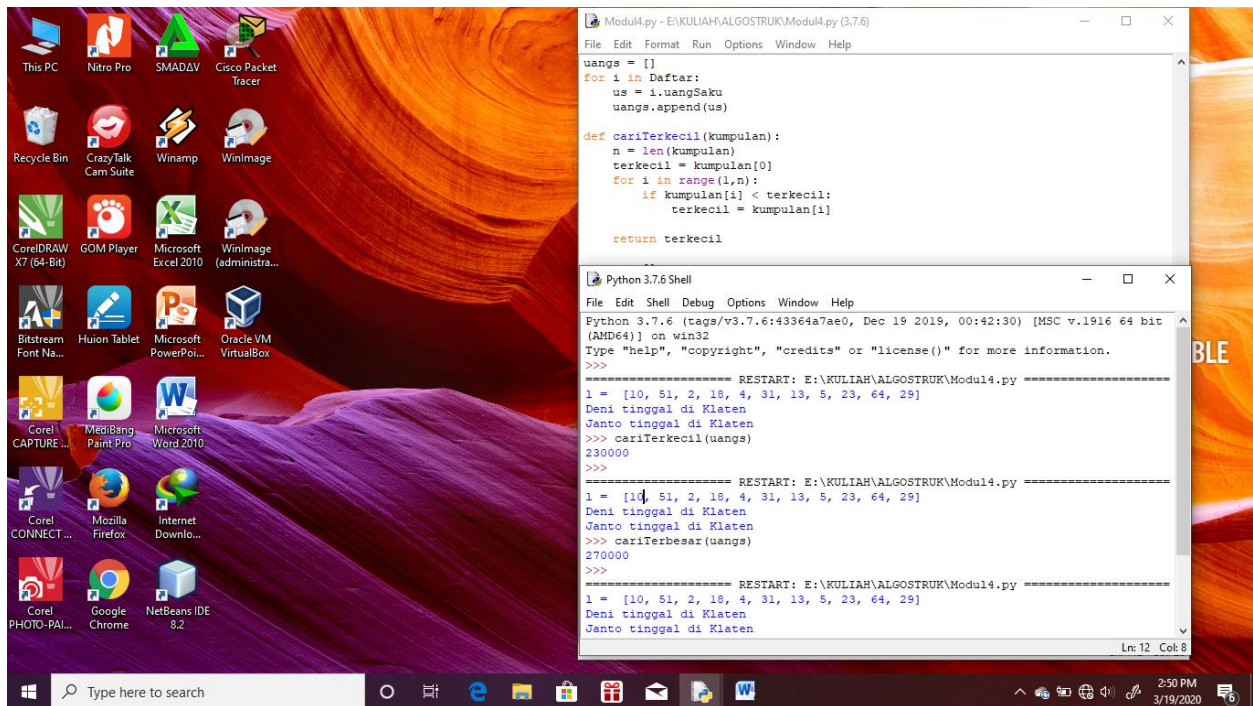 This PC
Nitro Pro
SMADΔV
Cisco Packet
Tracer
Recycle Bin
CrazyTalk
Cam Suite
Winamp
WinImage
CorelDRAW
X7 (64-Bit)
GOM Player
Microsoft
Excel 2010
WinImage
(administra...
Bitstream
Font Na...
Huion Tablet
Microsoft
PowerPoi...
Oracle VM
VirtualBox
Corel
CAPTURE ...
MediBang
Paint Pro
Microsoft
Word 2010
Corel
CONNECT ...
Mozilla
Firefox
Internet
Downlo...
Corel
PHOTO-PAI...
Google
Chrome
NetBeans IDE
8.2
Modul4.py - E:\KULIAH\ALGOSTRUK\Modul4.py (3.7.6)
File Edit Format Run Options Window Help
uangs = []
for i in Daftar:
    us = i.uangSaku
    uangs.append(us)
def cariTerkecil(kumpulan):
    n = len(kumpulan)
    terkecil = kumpulan[0]
    for i in range(1,n):
        if kumpulan[i] < terkecil:
            terkecil = kumpulan[i]
    return terkecil
Python 3.7.6 Shell
File Edit Shell Debug Options Window Help
Python 3.7.6 (tags/v3.7.6:43364a7ae0, Dec 19 2019, 00:42:30) [MSC v.1916 64 bit
(AMD64)] on win32
Type "help", "copyright", "credits" or "license()" for more information.
>>>
==================== RESTART: E:\KULIAH\ALGOSTRUK\Modul4.py ====================
l =  [10, 51, 2, 18, 4, 31, 13, 5, 23, 64, 29]
Deni tinggal di Klaten
Janto tinggal di Klaten
>>> cariTerkecil(uangs)
230000
>>>
==================== RESTART: E:\KULIAH\ALGOSTRUK\Modul4.py ====================
l =  [10, 51, 2, 18, 4, 31, 13, 5, 23, 64, 29]
Deni tinggal di Klaten
Janto tinggal di Klaten
>>> cariTerbesar(uangs)
270000
>>>
==================== RESTART: E:\KULIAH\ALGOSTRUK\Modul4.py ====================
l =  [10, 51, 2, 18, 4, 31, 13, 5, 23, 64, 29]
Deni tinggal di Klaten
Janto tinggal di Klaten
Ln: 12 Col: 8
BLE
Type here to search
2:50 PM
3/19/2020
6